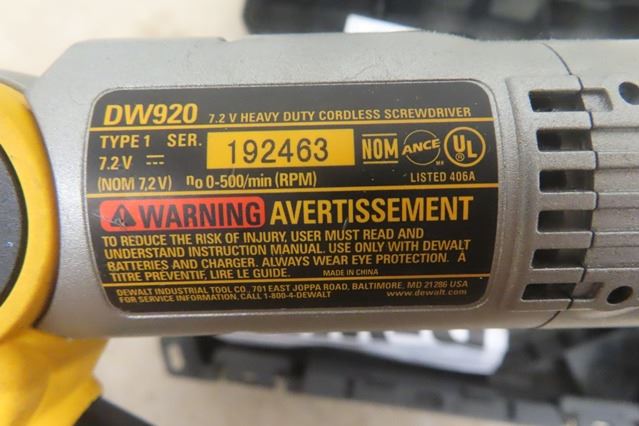 DW920 7.2 V HEAVY DUTY CORDLESS SCREWDRIVER
TYPE 1 SER. 192463 NOM ANCE UL
7.2 V
(NOM 7,2 V) no 0-500/min (RPM) LISTED 406A
WARNING AVERTISSEMENT
TO REDUCE THE RISK OF INJURY, USER MUST READ AND
UNDERSTAND INSTRUCTION MANUAL. USE ONLY WITH DEWALT
BATTERIES AND CHARGER. ALWAYS WEAR EYE PROTECTION. À
TITRE PRÉVENTIF, LIRE LE GUIDE. MADE IN CHINA
DEWALT INDUSTRIAL TOOL CO., 701 EAST JOPPA ROAD, BALTIMORE, MD 21286 USA
FOR SERVICE INFORMATION, CALL 1-800-4-DEWALT www.dewalt.com